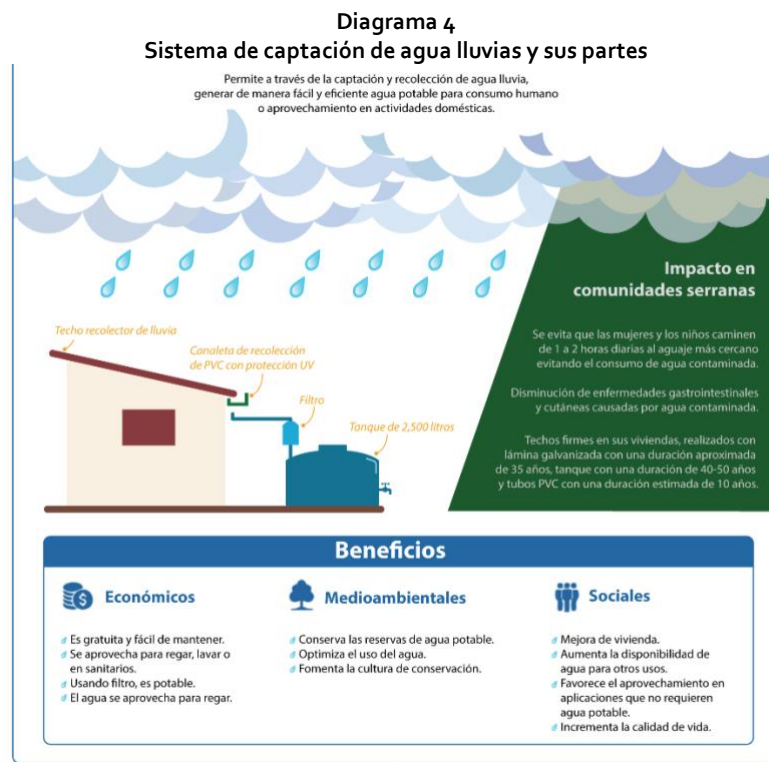 Diagrama 4
Sistema de captación de agua lluvias y sus partes
Permite a través de la captación y recolección de agua lluvia,
generar de manera fácil y eficiente agua potable para consumo humano
o aprovechamiento en actividades domésticas.
Impacto en
comunidades serranas
Se evita que las mujeres y los niños caminen
de 1 a 2 horas diarias al aguaje más cercano
evitando el consumo de agua contaminada.
Disminución de enfermedades gastrointestinales
y cutáneas causadas por agua contaminada.
Techos firmes en sus viviendas, realizados con
lámina galvanizada con una duración aproximada
de 35 años, tanque con una duración de 40-50 años
y tubos PVC con una duración estimada de 10 años.
Techo recolector de lluvia
Canaleta de recolección
de PVC con protección UV
Filtro
Tanque de 2,500 litros
Beneficios
Económicos
Es gratuita y fácil de mantener.
Se aprovecha para regar, lavar o
en sanitarios.
Usando filtro, es potable.
El agua se aprovecha para regar.
Medioambientales
Conserva las reservas de agua potable.
Optimiza el uso del agua.
Fomenta la cultura de conservación.
Sociales
Mejora de vivienda.
Aumenta la disponibilidad de
agua para otros usos.
Favorece el aprovechamiento en
aplicaciones que no requieren
agua potable.
Incrementa la calidad de vida.